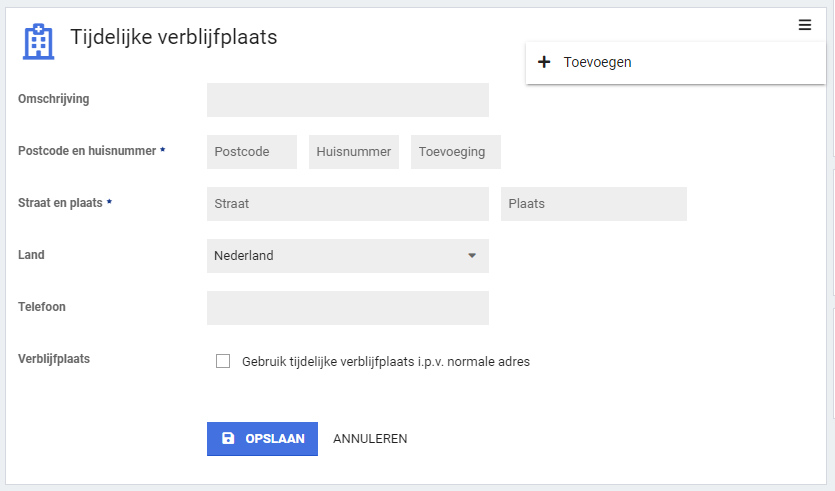 Tijdelijke verblijfplaats
Toevoegen
Omschrijving
Postcode en huisnummer * Postcode Huisnummer Toevoeging
Straat en plaats * Straat Plaats
Land Nederland
Telefoon
Verblijfplaats Gebruik tijdelijke verblijfplaats i.p.v. normale adres
OPSLAAN ANNULEREN